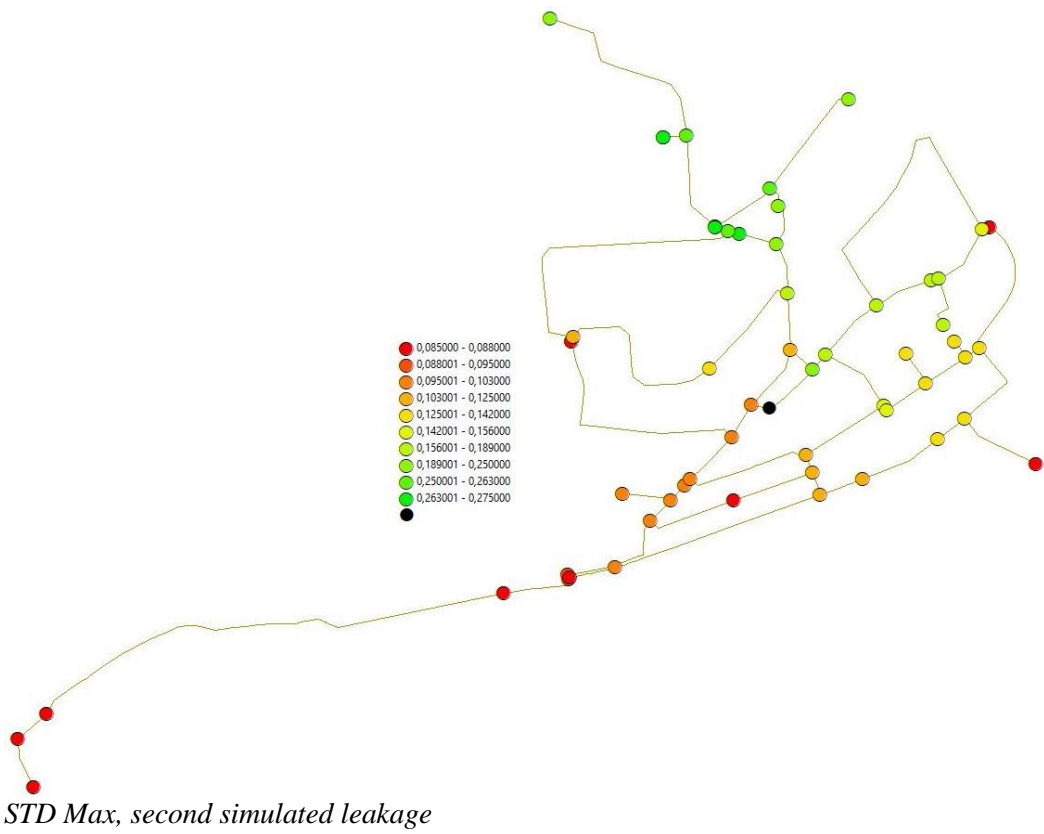 0,085000 - 0,088000
0,088001 - 0,095000
0,095001 - 0,103000
0,103001 - 0,125000
0,125001 - 0,142000
0,142001 - 0,156000
0,156001 - 0,189000
0,189001 - 0,250000
0,250001 - 0,263000
0,263001 - 0,275000
STD Max, second simulated leakage